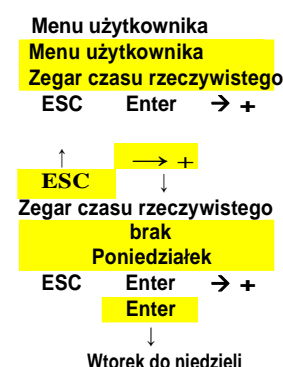 Menu użytkownika
Menu użytkownika
Zegar czasu rzeczywistego
ESC Enter → +
↑ → +
ESC ↓
Zegar czasu rzeczywistego
brak
Poniedziałek
ESC Enter → +
Enter
↓
Wtorek do niedzieli